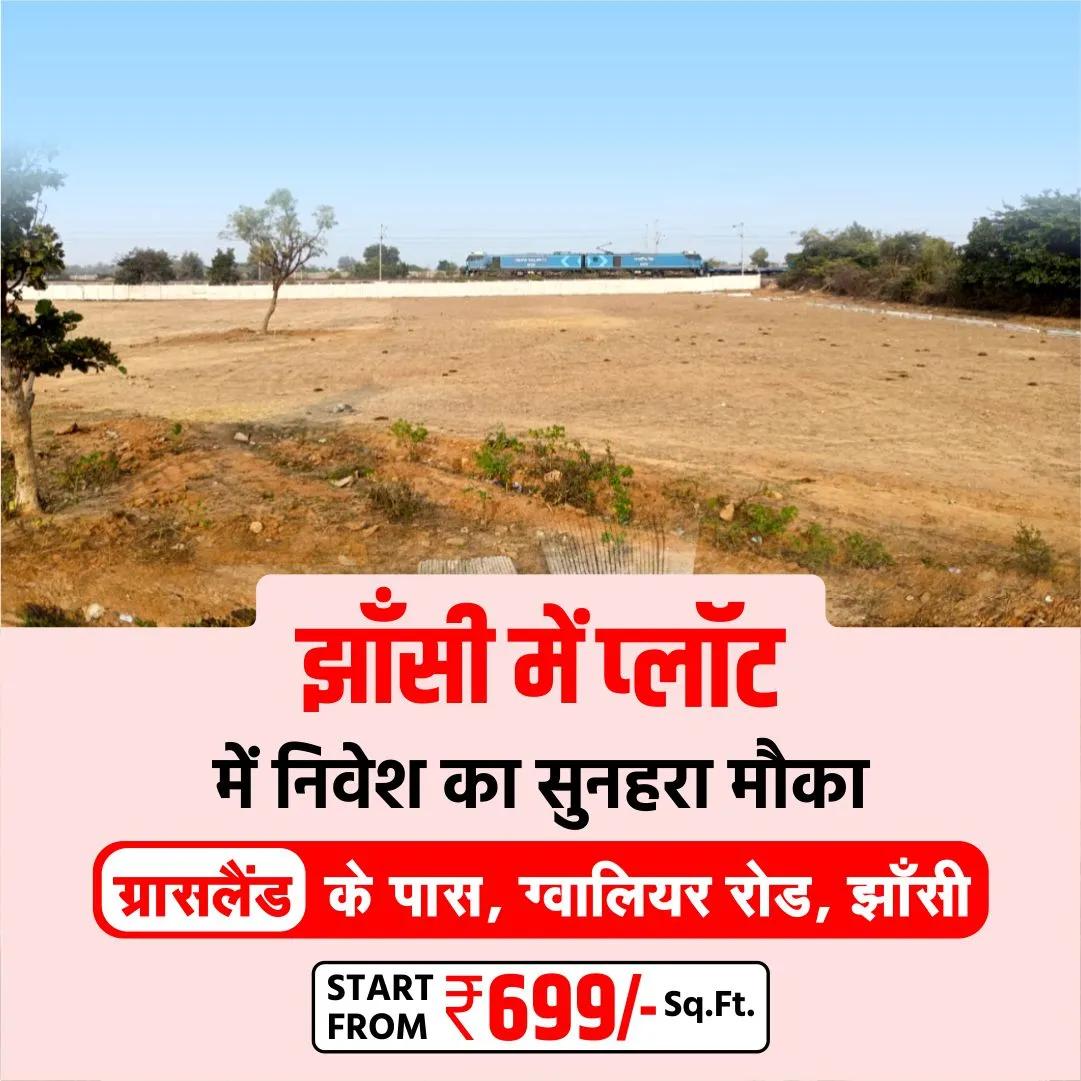 झाँसी में प्लॉट
में निवेश का सुनहरा मौका
ग्रासलैंड के पास, ग्वालियर रोड, झाँसी
START FROM ₹699/- Sq.Ft.